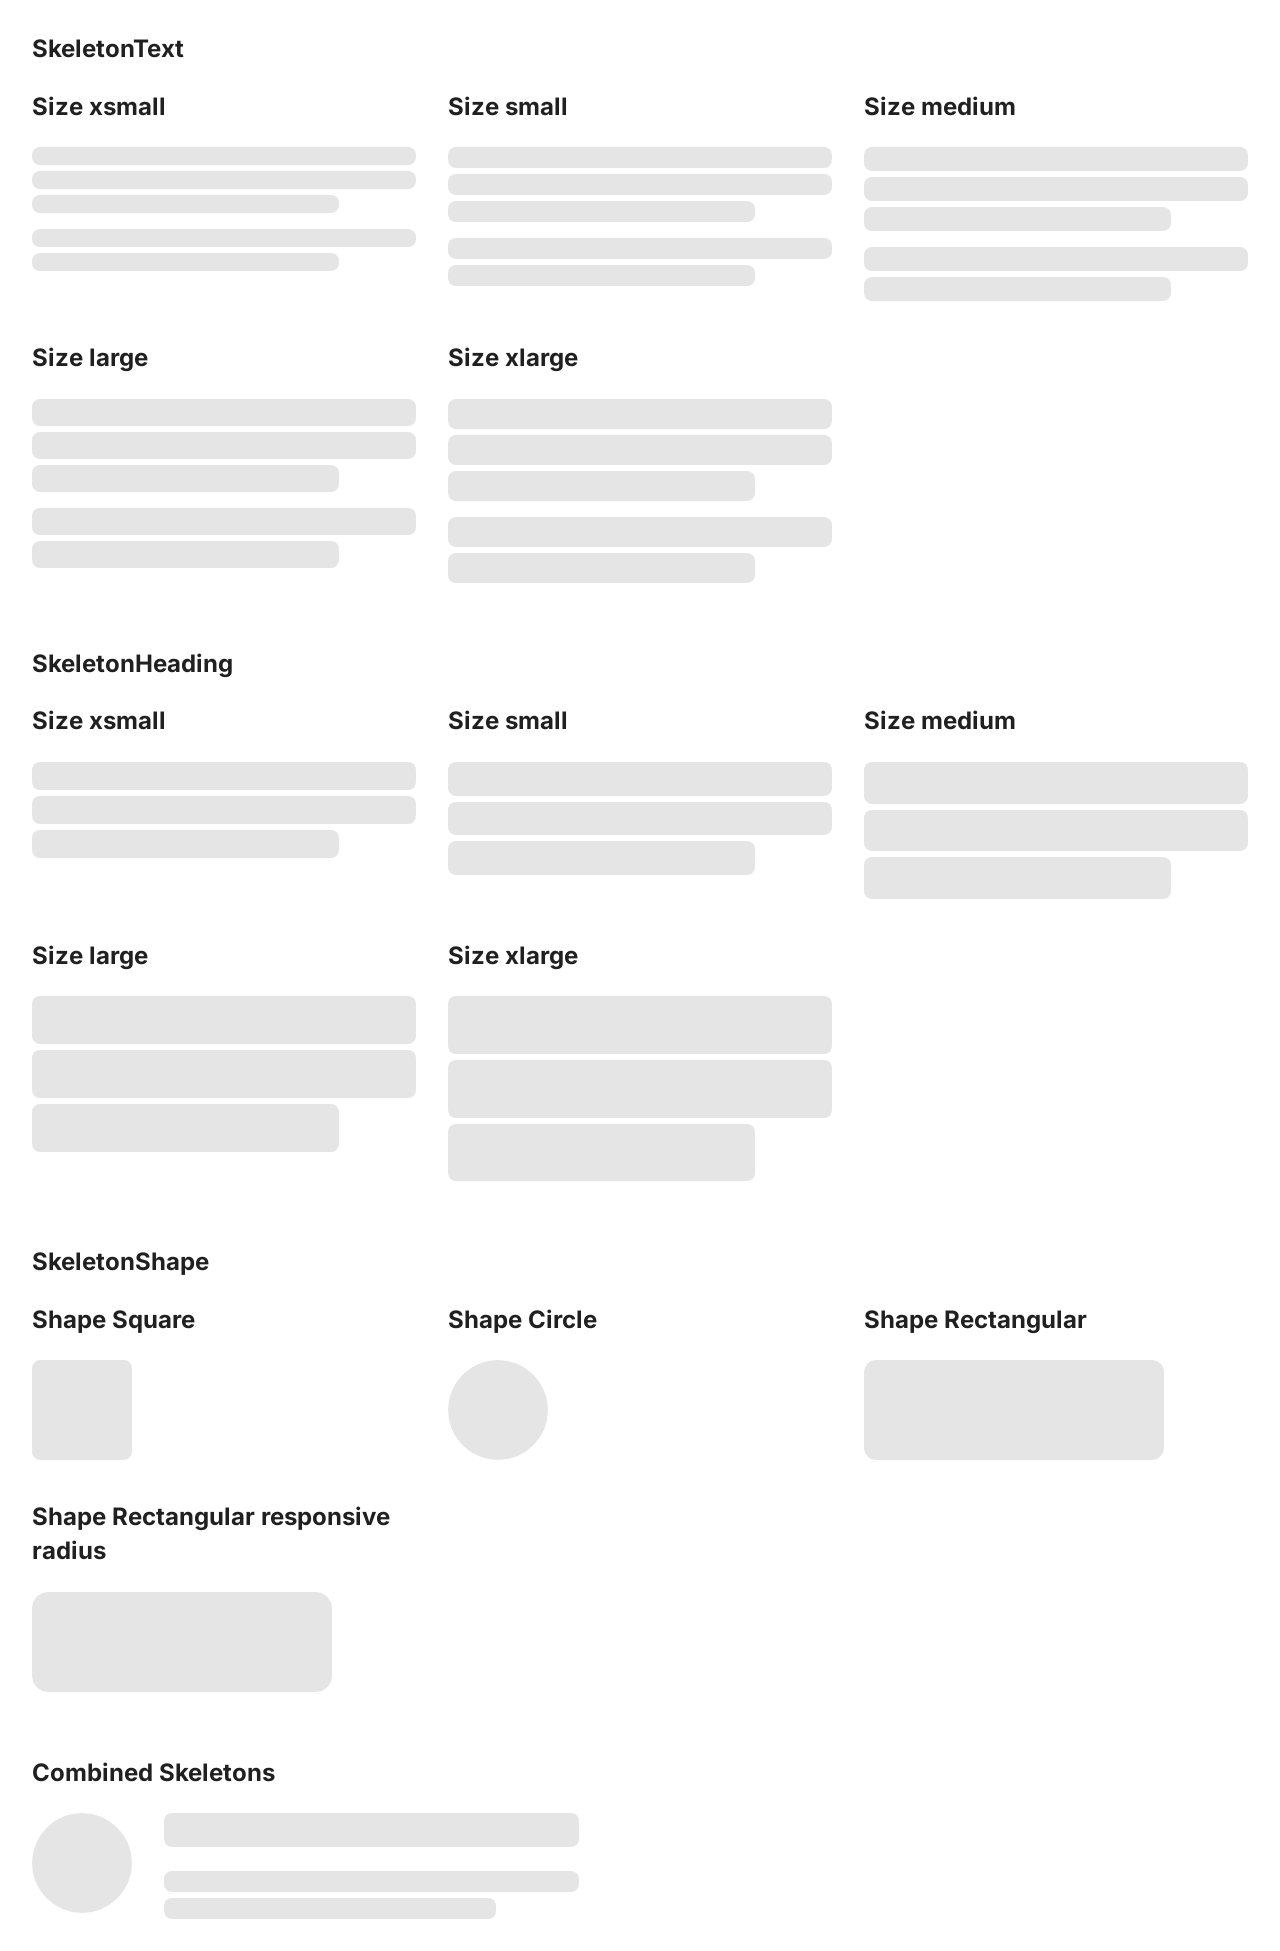 SkeletonText
Size xsmall
Size small
Size medium
Size large
Size xlarge
SkeletonHeading
Size xsmall
Size small
Size medium
Size large
Size xlarge
SkeletonShape
Shape Square
Shape Circle
Shape Rectangular
Shape Rectangular responsive
radius
Combined Skeletons